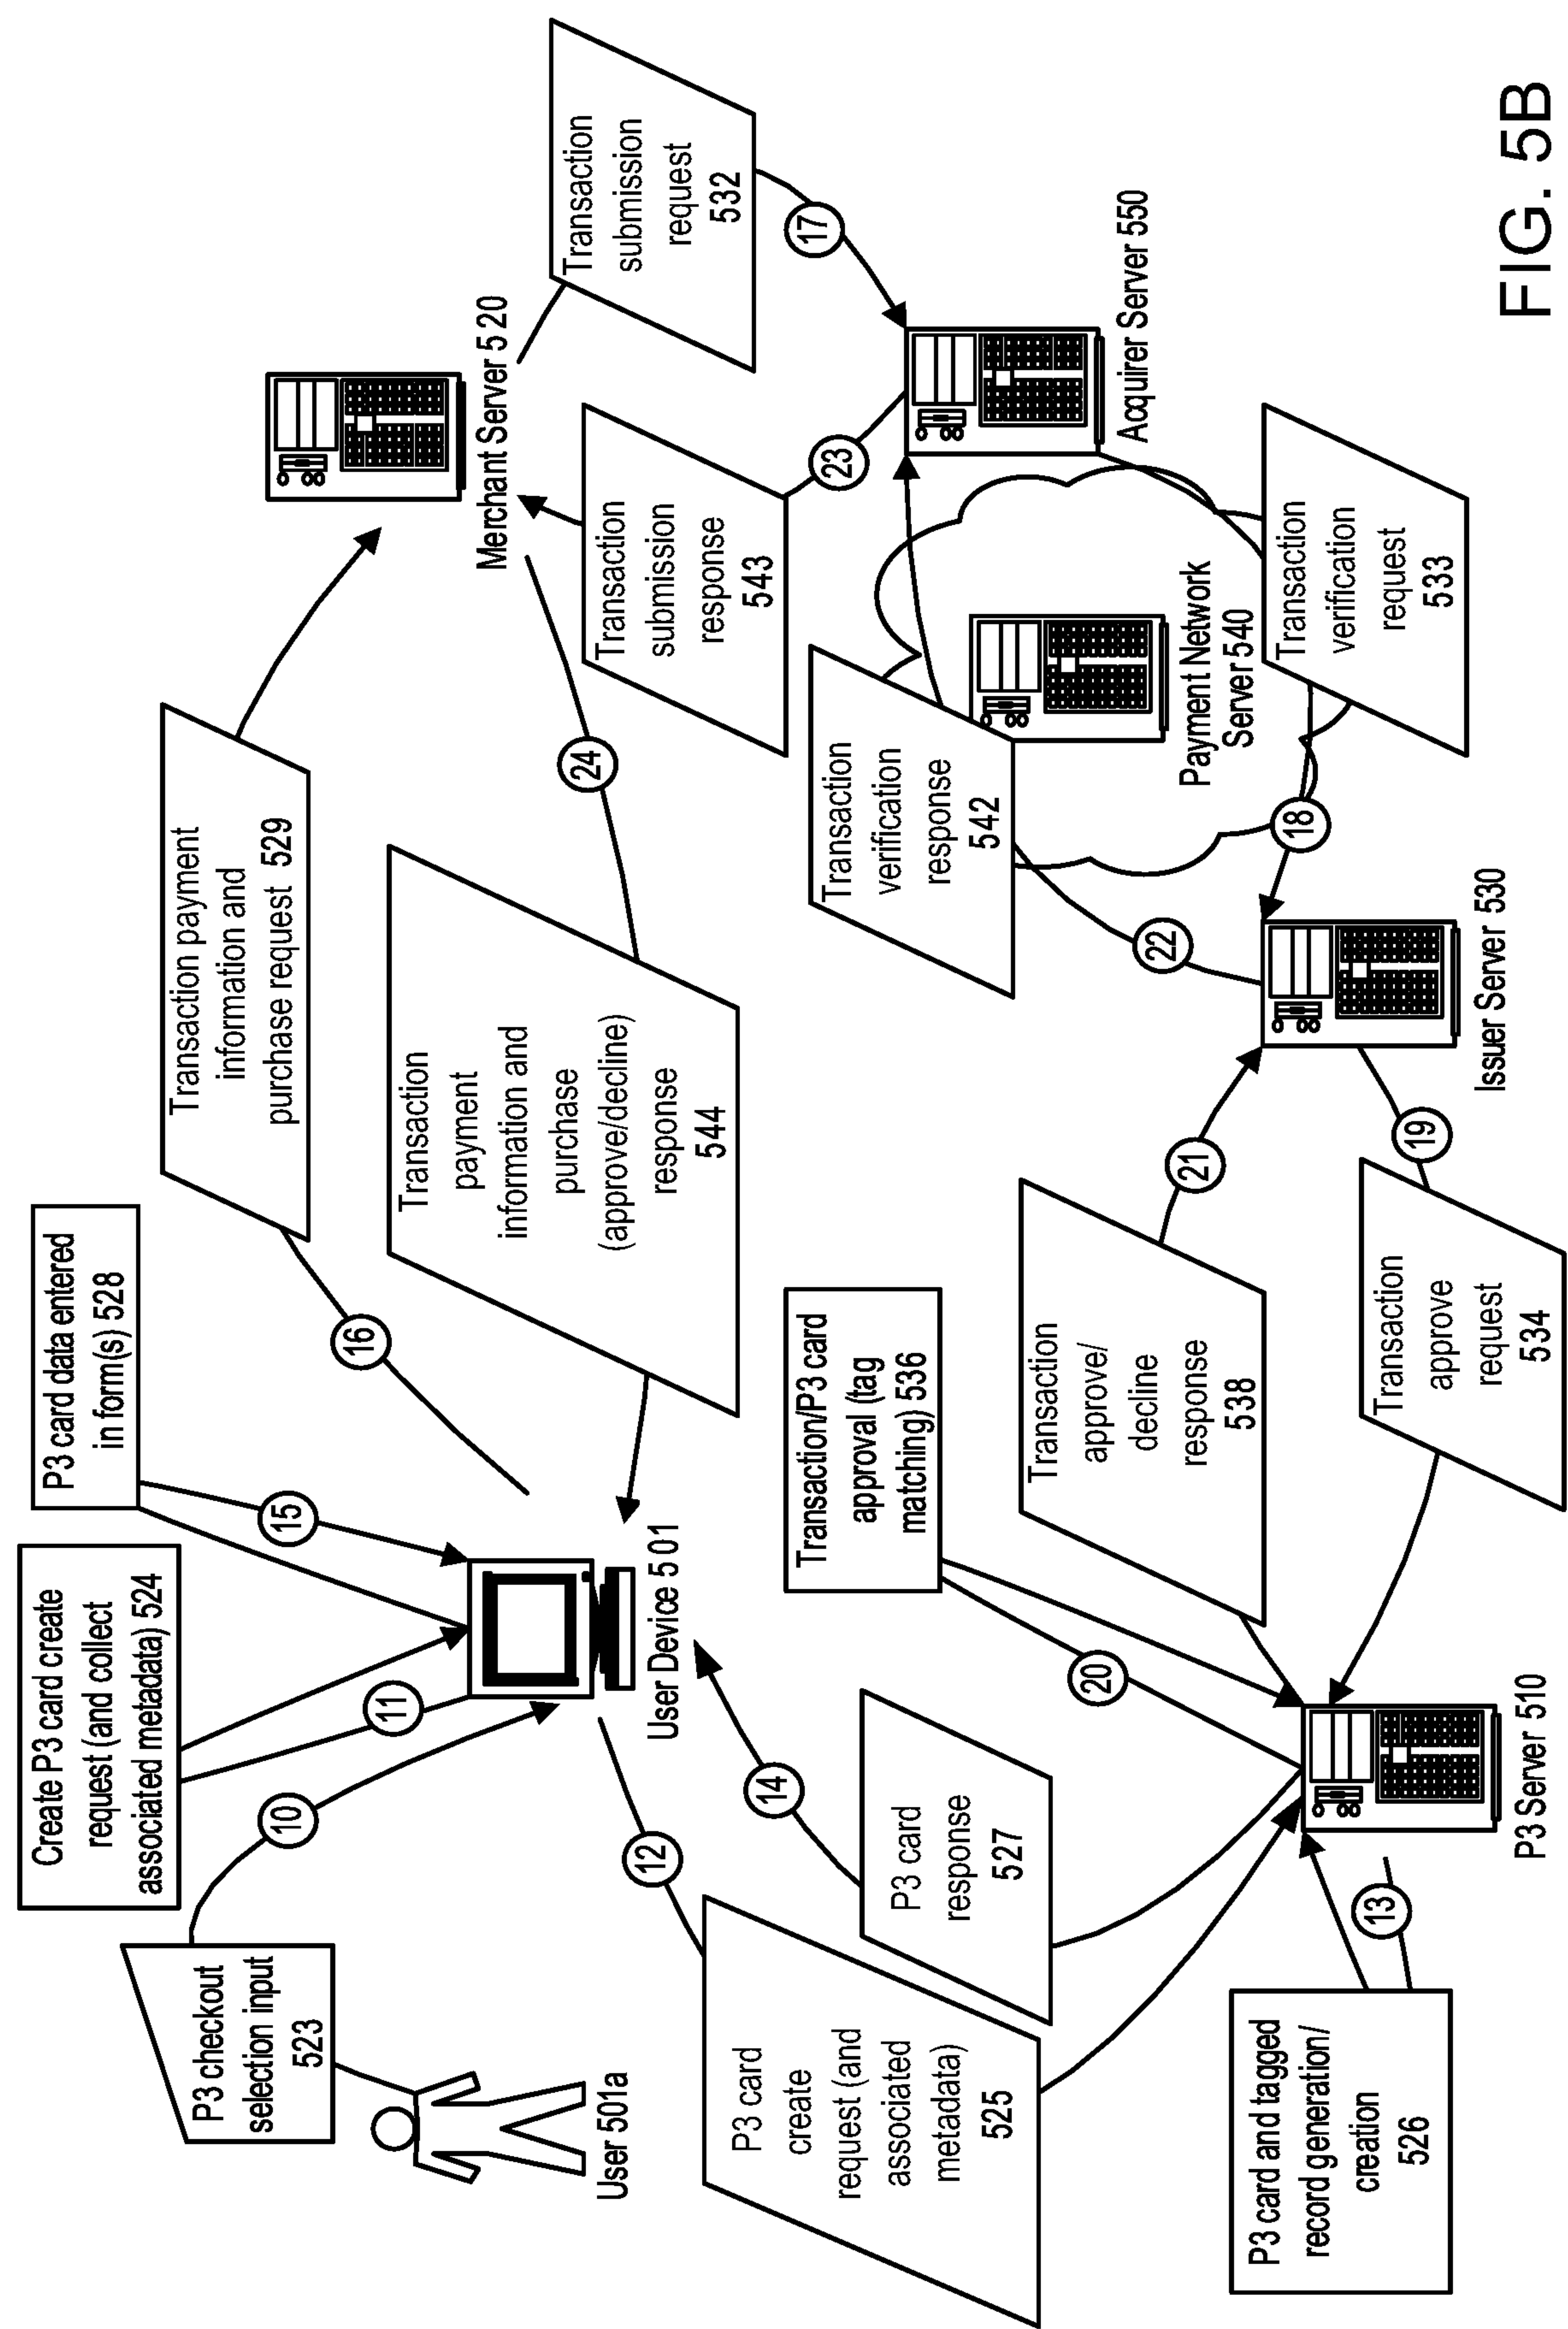 P3 checkout
selection input
523
User 501a
10
Create P3 card create
request (and collect
associated metadata) 524
11
P3 card data entered
in form(s) 528
15
User Device 5 01
16
Transaction payment
information and
purchase request 529
Merchant Server 5 20
Transaction
payment
information and
purchase
(approve/decline)
response
544
24
Transaction
submission
request
532
17
Transaction
submission
response
543
23
Acquirer Server 550
12
P3 card
create
request (and
associated
metadata)
525
14
P3 card
response
527
Transaction/P3 card
approval (tag
matching) 536
20
Transaction
verification
response
542
Payment Network
Server 540
Transaction
verification
request
533
18
22
Issuer Server 530
21
Transaction
approve/
decline
response
538
19
Transaction
approve
request
534
P3 Server 510
13
P3 card and tagged
record generation/
creation
526
FIG. 5B